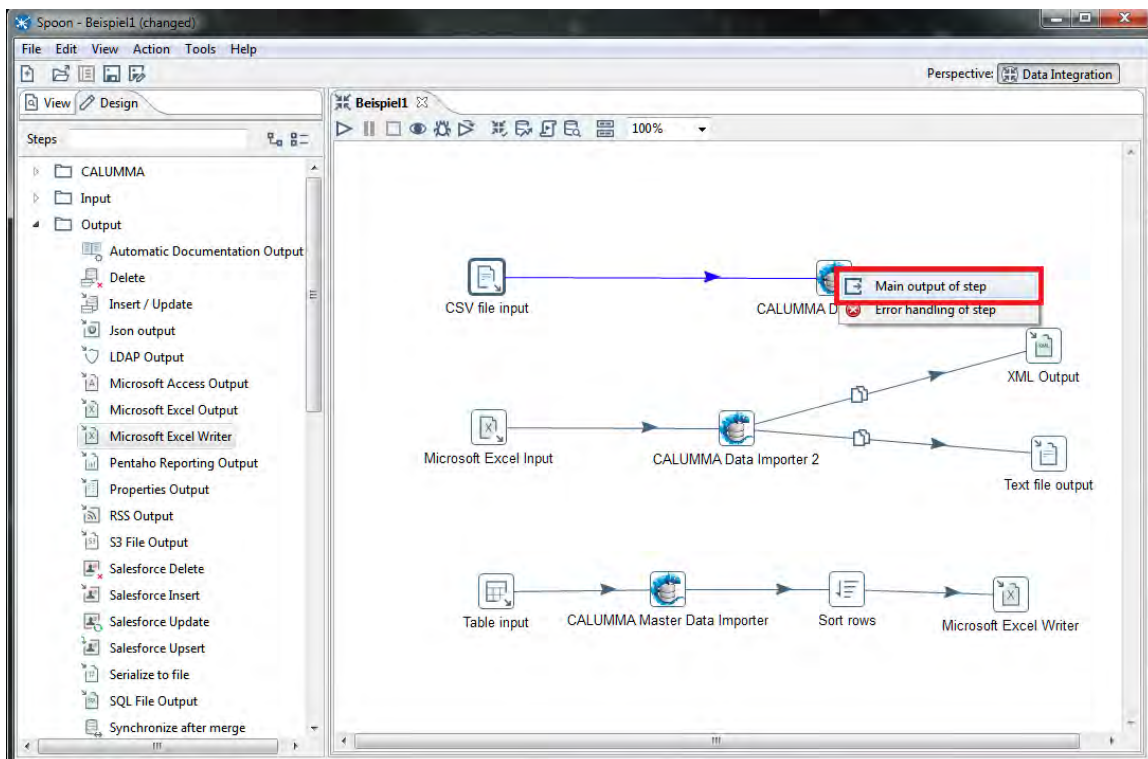 Spoon - Beispiel1 (changed)
File Edit View Action Tools Help
Perspective: Data Integration
View Design
Beispiel1
Steps
100%
CALUMMA
Input
Output
Automatic Documentation Output
Delete
Insert / Update
Json output
LDAP Output
Microsoft Access Output
Microsoft Excel Output
Microsoft Excel Writer
Pentaho Reporting Output
Properties Output
RSS Output
S3 File Output
Salesforce Delete
Salesforce Insert
Salesforce Update
Salesforce Upsert
Serialize to file
SQL File Output
Synchronize after merge
CSV file input
CALUMMA D
Main output of step
Error handling of step
XML Output
Microsoft Excel Input
CALUMMA Data Importer 2
Text file output
Table input
CALUMMA Master Data Importer
Sort rows
Microsoft Excel Writer